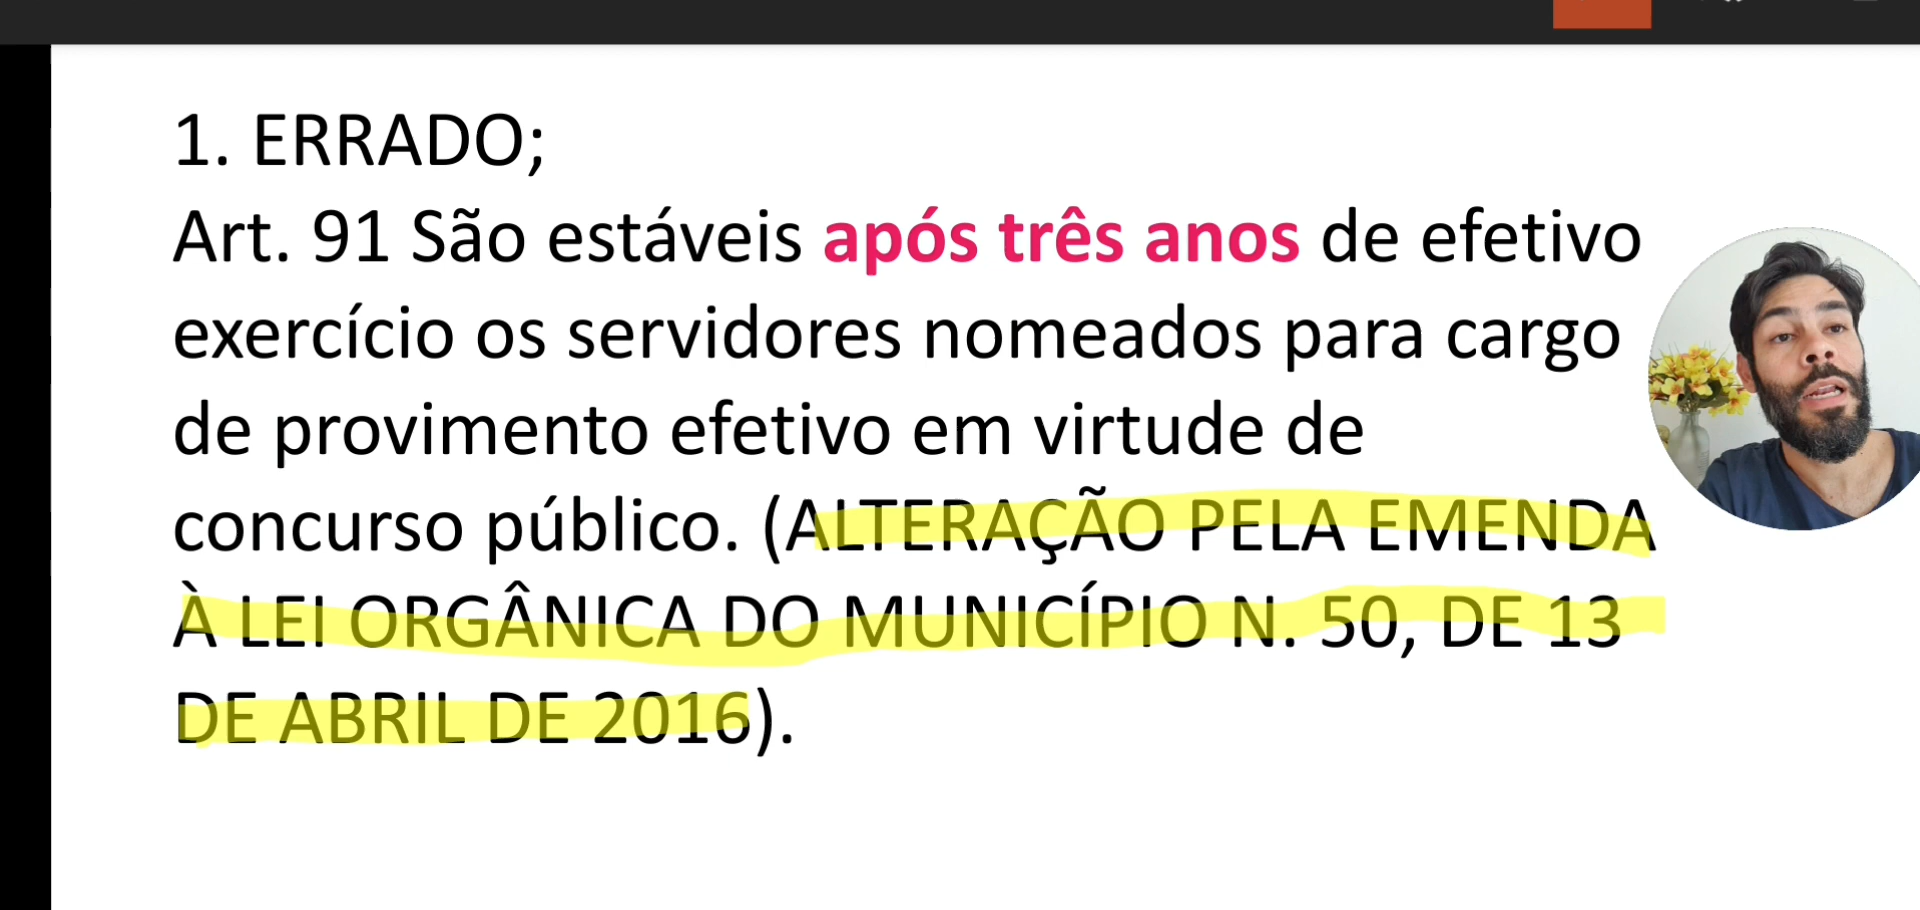 1. ERRADO;
Art. 91 São estáveis após três anos de efetivo
exercício os servidores nomeados para cargo
de provimento efetivo em virtude de
concurso público. (ALTERAÇÃO PELA EMENDA
À LEI ORGÂNICA DO MUNICÍPIO N. 50, DE 13
DE ABRIL DE 2016).